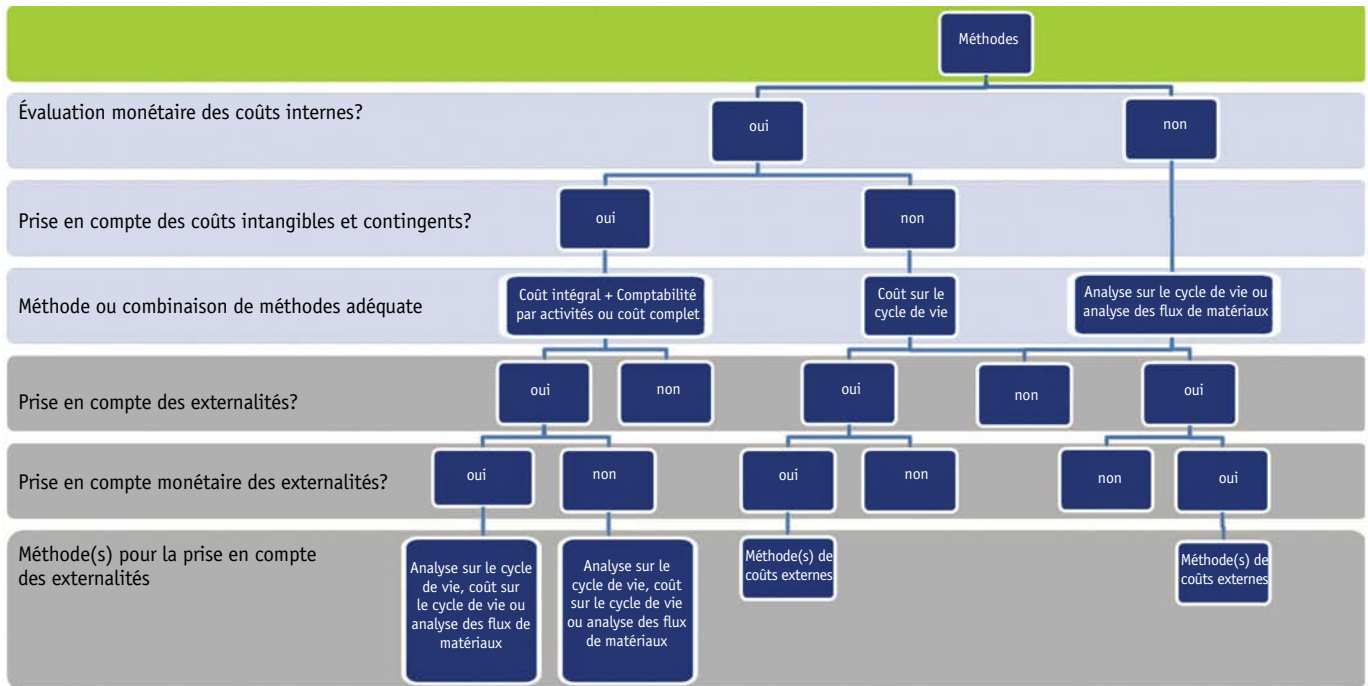 Méthodes
Évaluation monétaire des coûts internes?
oui
non
Prise en compte des coûts intangibles et contingents?
oui
non
Méthode ou combinaison de méthodes adéquate
Coût intégral + Comptabilité
par activités ou coût complet
Coût sur le
cycle de vie
Analyse sur le cycle de vie ou
analyse des flux de matériaux
Prise en compte des externalités?
oui
non
oui
non
oui
Prise en compte monétaire des externalités?
oui
non
oui
non
non
oui
Méthode(s) pour la prise en compte
des externalités
Analyse sur le cycle
de vie, coût sur
le cycle de vie ou
analyse des flux de
matériaux
Analyse sur le
cycle de vie, coût
sur le cycle de vie
ou analyse des flux
de matériaux
Méthode(s) de
coûts externes
Méthode(s) de
coûts externes